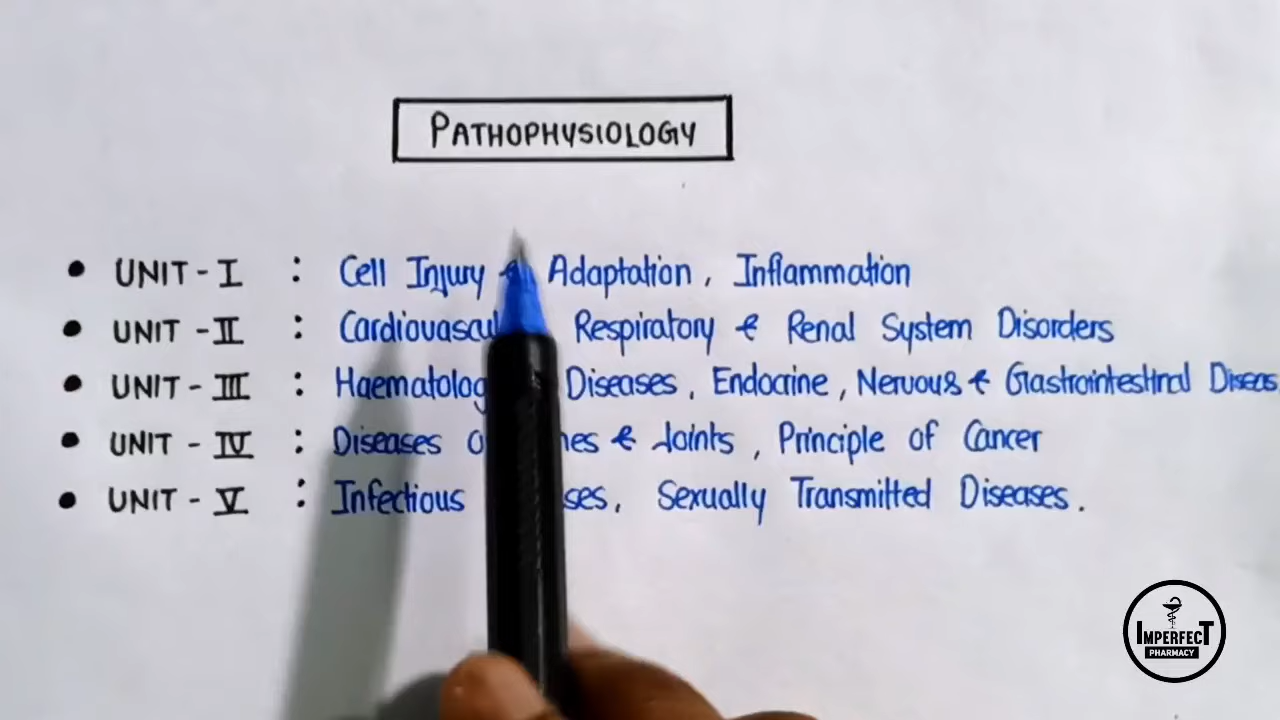 PATHOPHYSIOLOGY
• UNIT - I : Cell Injury Adaptation, Inflammation
• UNIT - II : Respiratory & Renal System Disorders
• UNIT - III : Diseases, Endocrine, Nervous & Gastrointestinal
• UNIT - IV : Diseases & Joints, Principle of Cancer
• UNIT - V : Infectious Sexually Transmitted Diseases.
IMPERFECT
PHARMACY